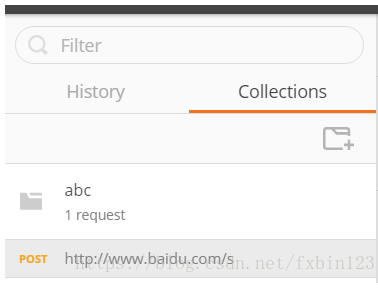 Filter
History Collections
abc
1 request
POST http://www.baidu.com/s
https://blog.csdn.net/fxbin123